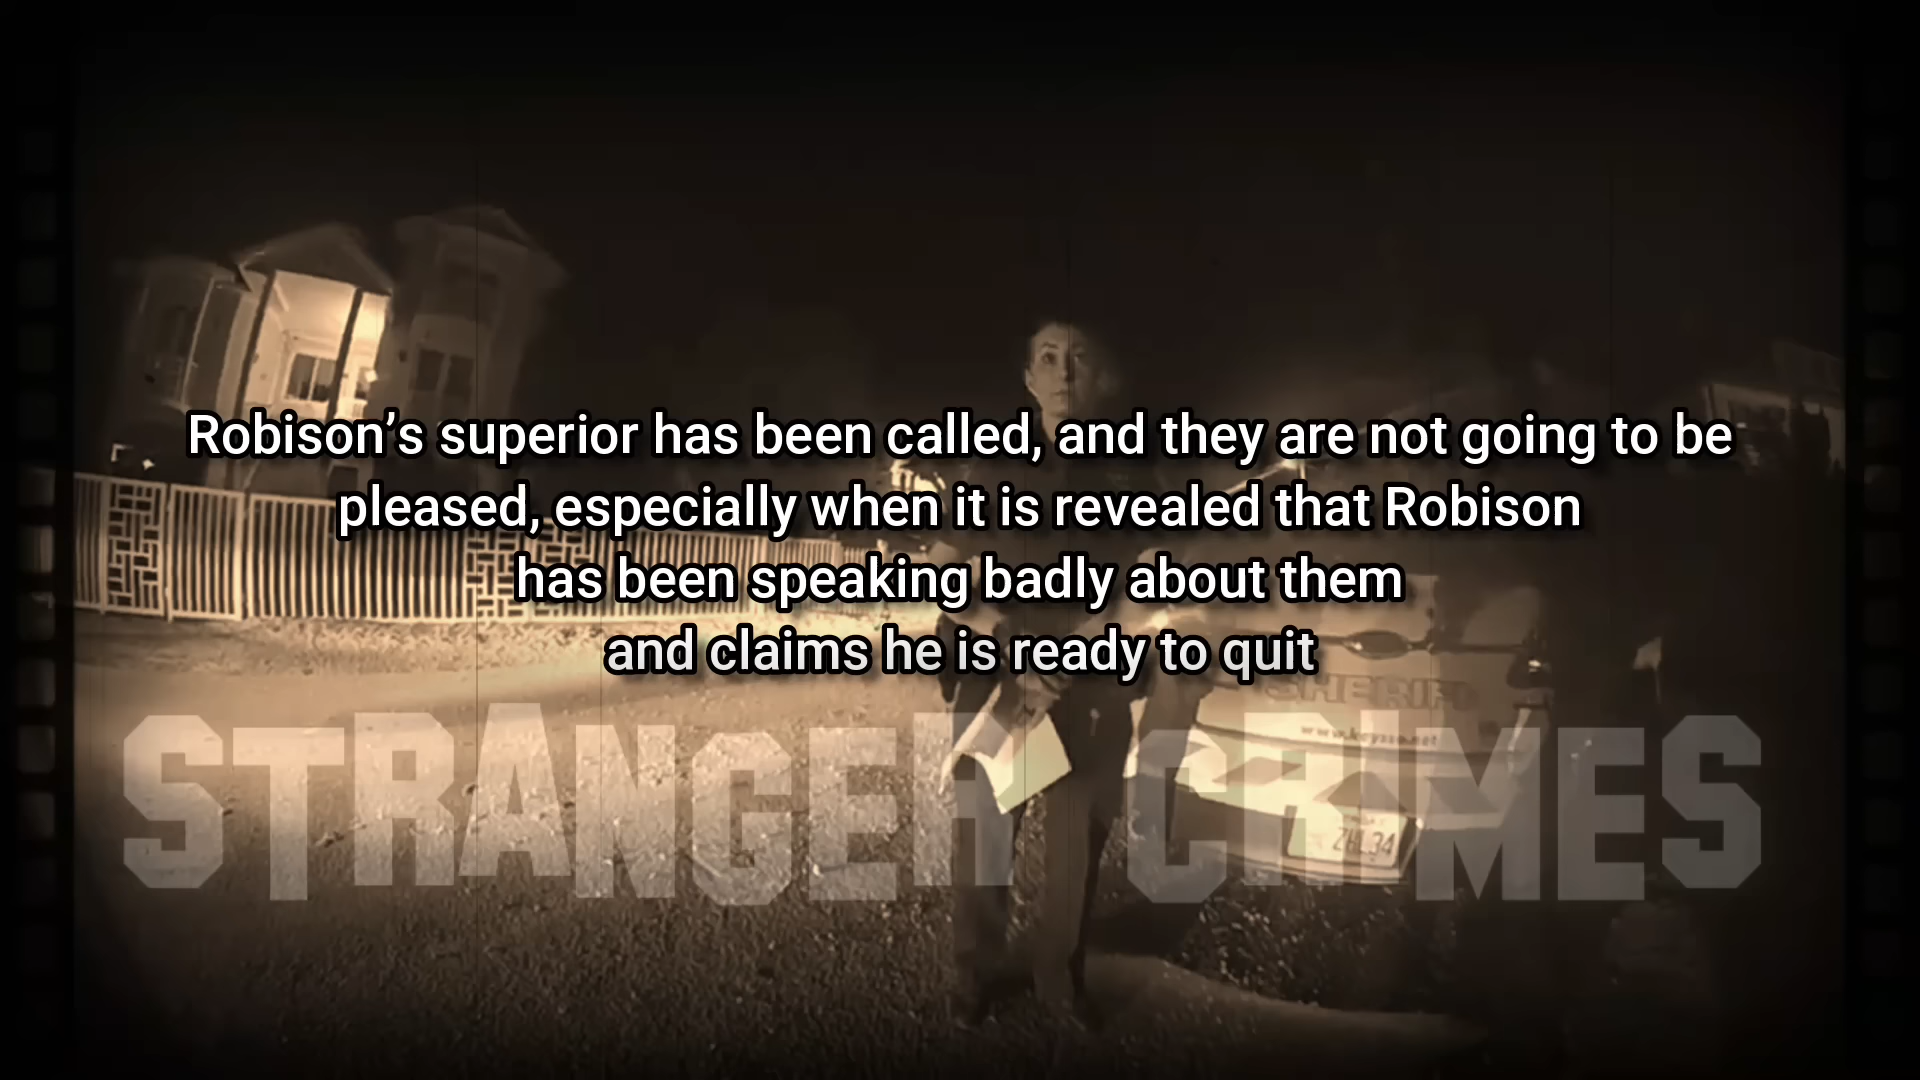 Robison’s superior has been called, and they are not going to be
pleased, especially when it is revealed that Robison
has been speaking badly about them
and claims he is ready to quit
SHERIFF
STRANGER CRIMES